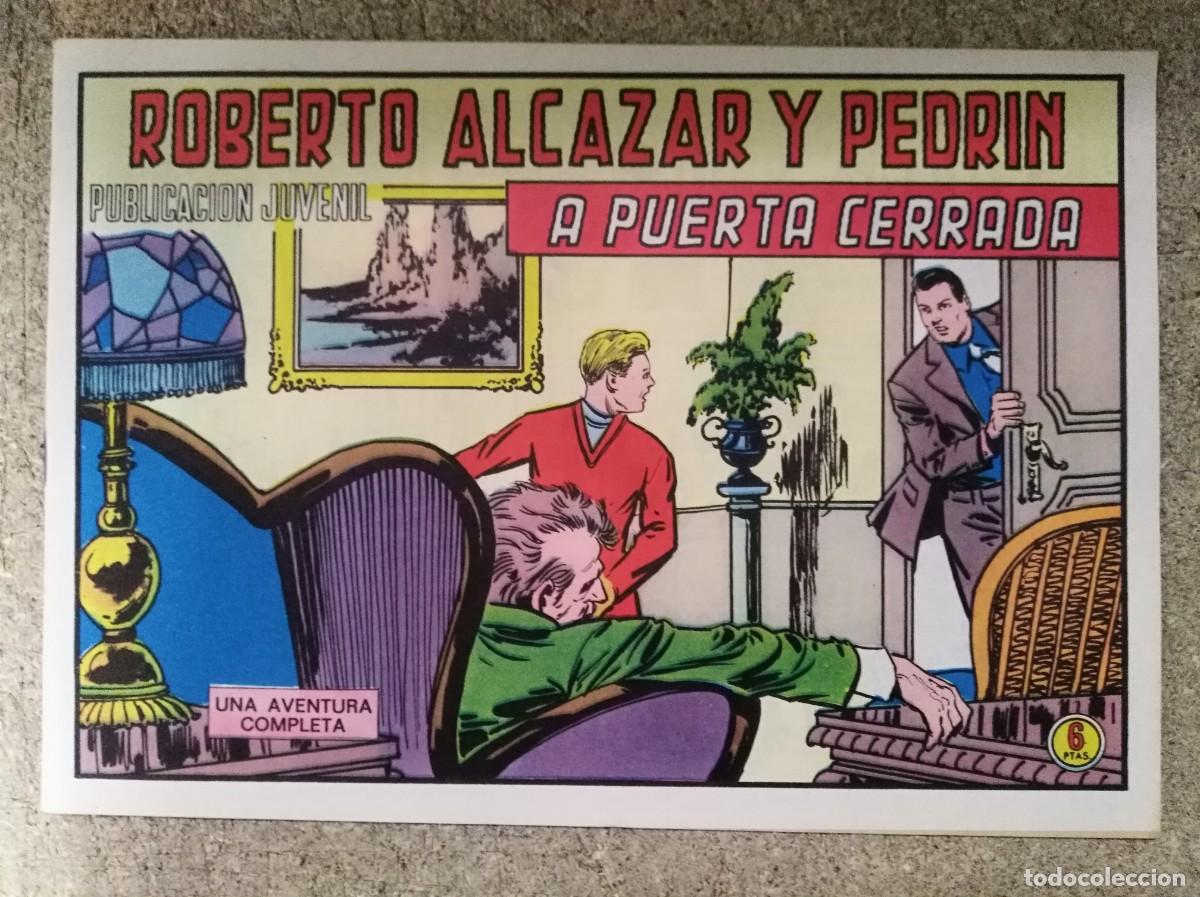 ROBERTO ALCAZAR Y PEDRIN
PUBLICACION JUVENIL
A PUERTA CERRADA
UNA AVENTURA
COMPLETA
6
PTAS.
todocoleccion